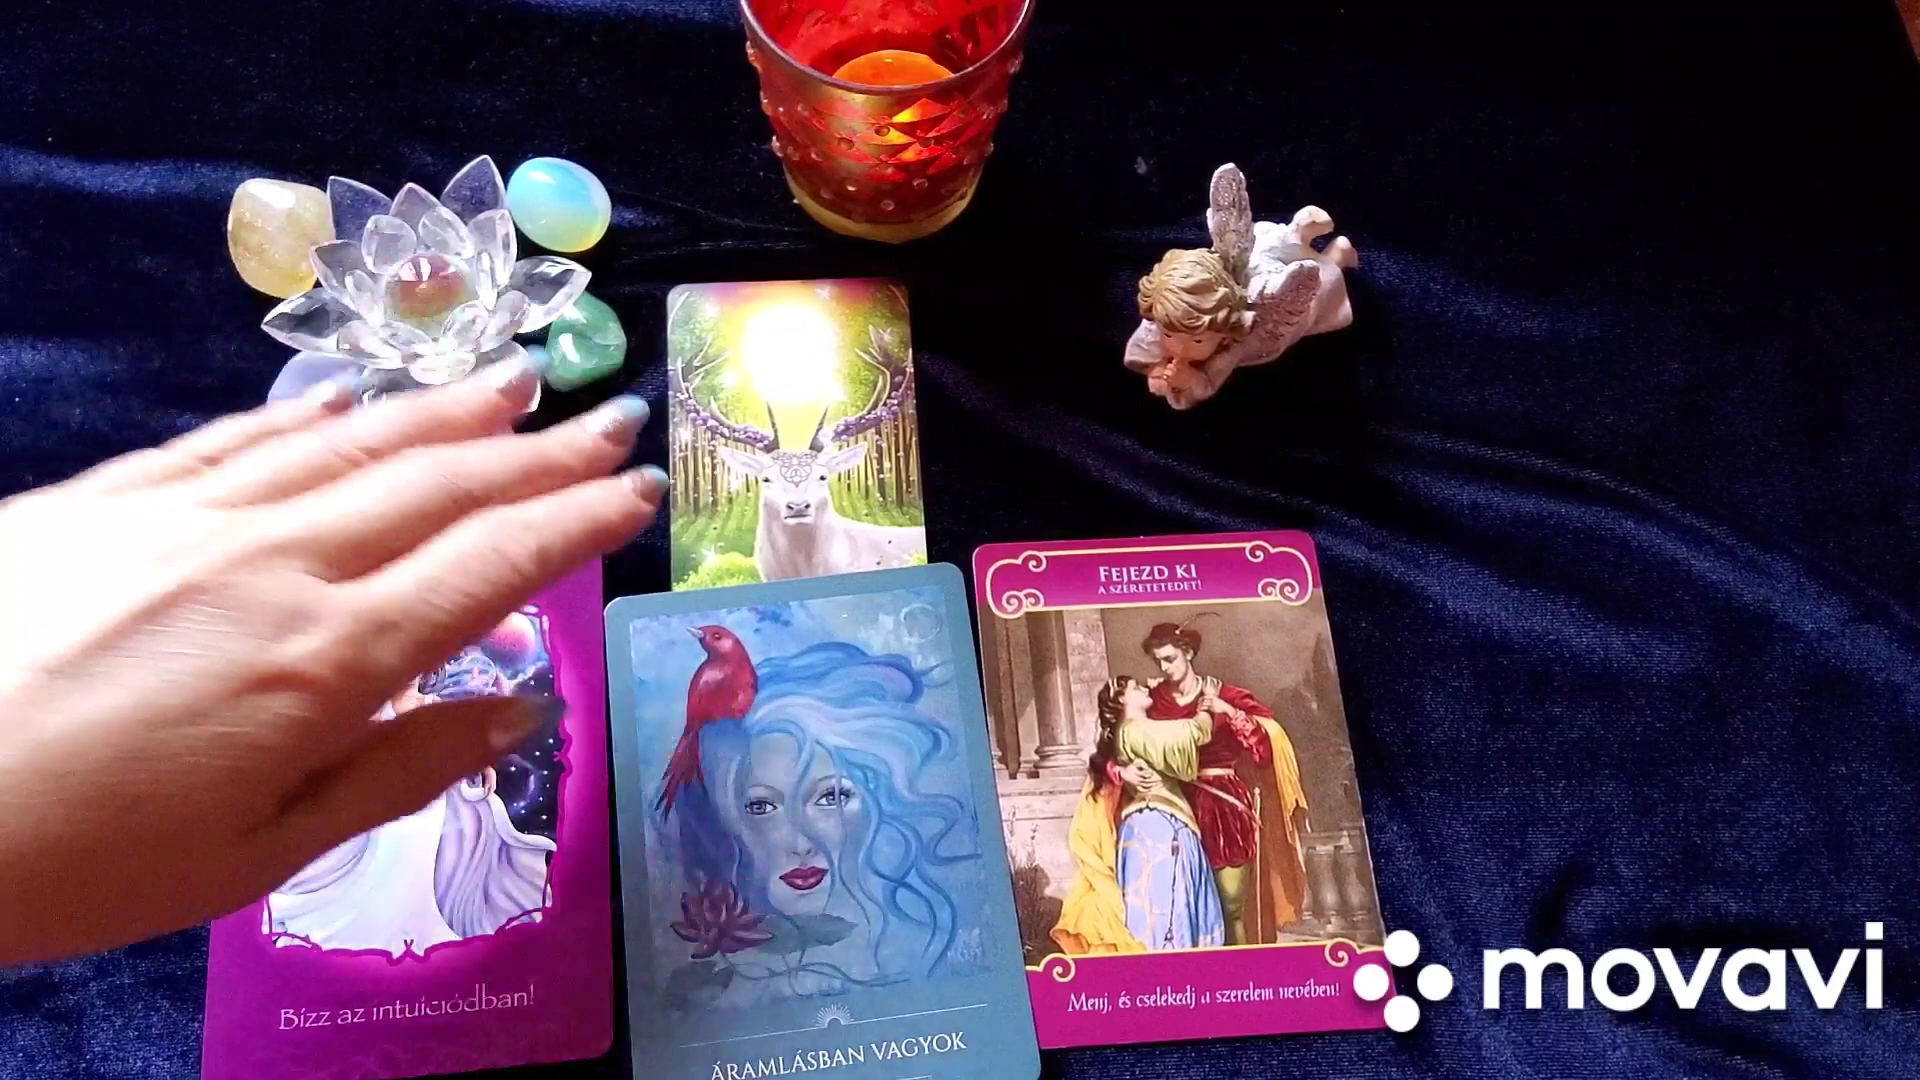 FEJEZD KI
A SZERETETEDET!
Menj, és cselekedj a szerelem nevében!
Bízz az intuíciódban!
ÁRAMLÁSBAN VAGYOK
movavi